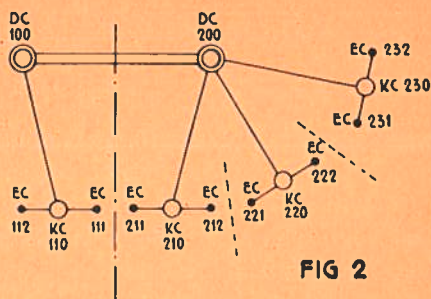 DC
100
DC
200
EC 232
KC 230
EC 231
EC
222
EC
221
KC
220
EC
112
KC
110
EC
111
EC
211
KC
210
EC
212
FIG 2